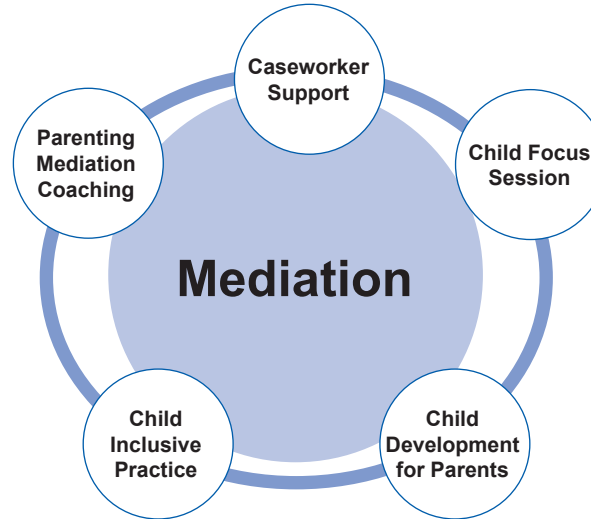 Caseworker
Support
Parenting
Mediation
Coaching
Child Focus
Session
Mediation
Child
Inclusive
Practice
Child
Development
for Parents